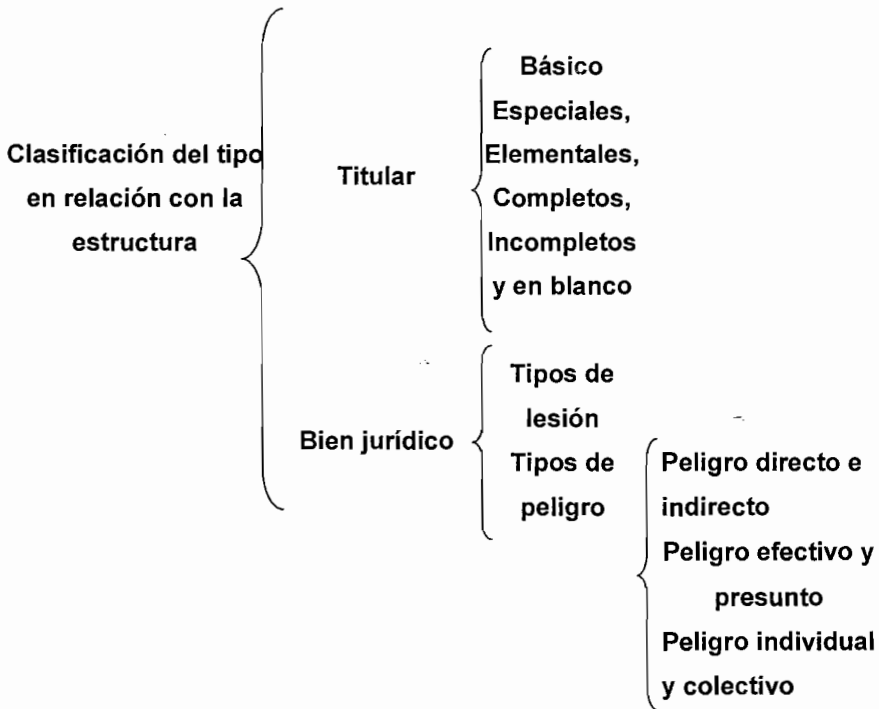 Clasificación del tipo
en relación con la
estructura
Titular
Básico
Especiales,
Elementales,
Completos,
Incompletos
y en blanco
Bien jurídico
Tipos de
lesión
Tipos de
peligro
Peligro directo e
indirecto
Peligro efectivo y
presunto
Peligro individual
y colectivo